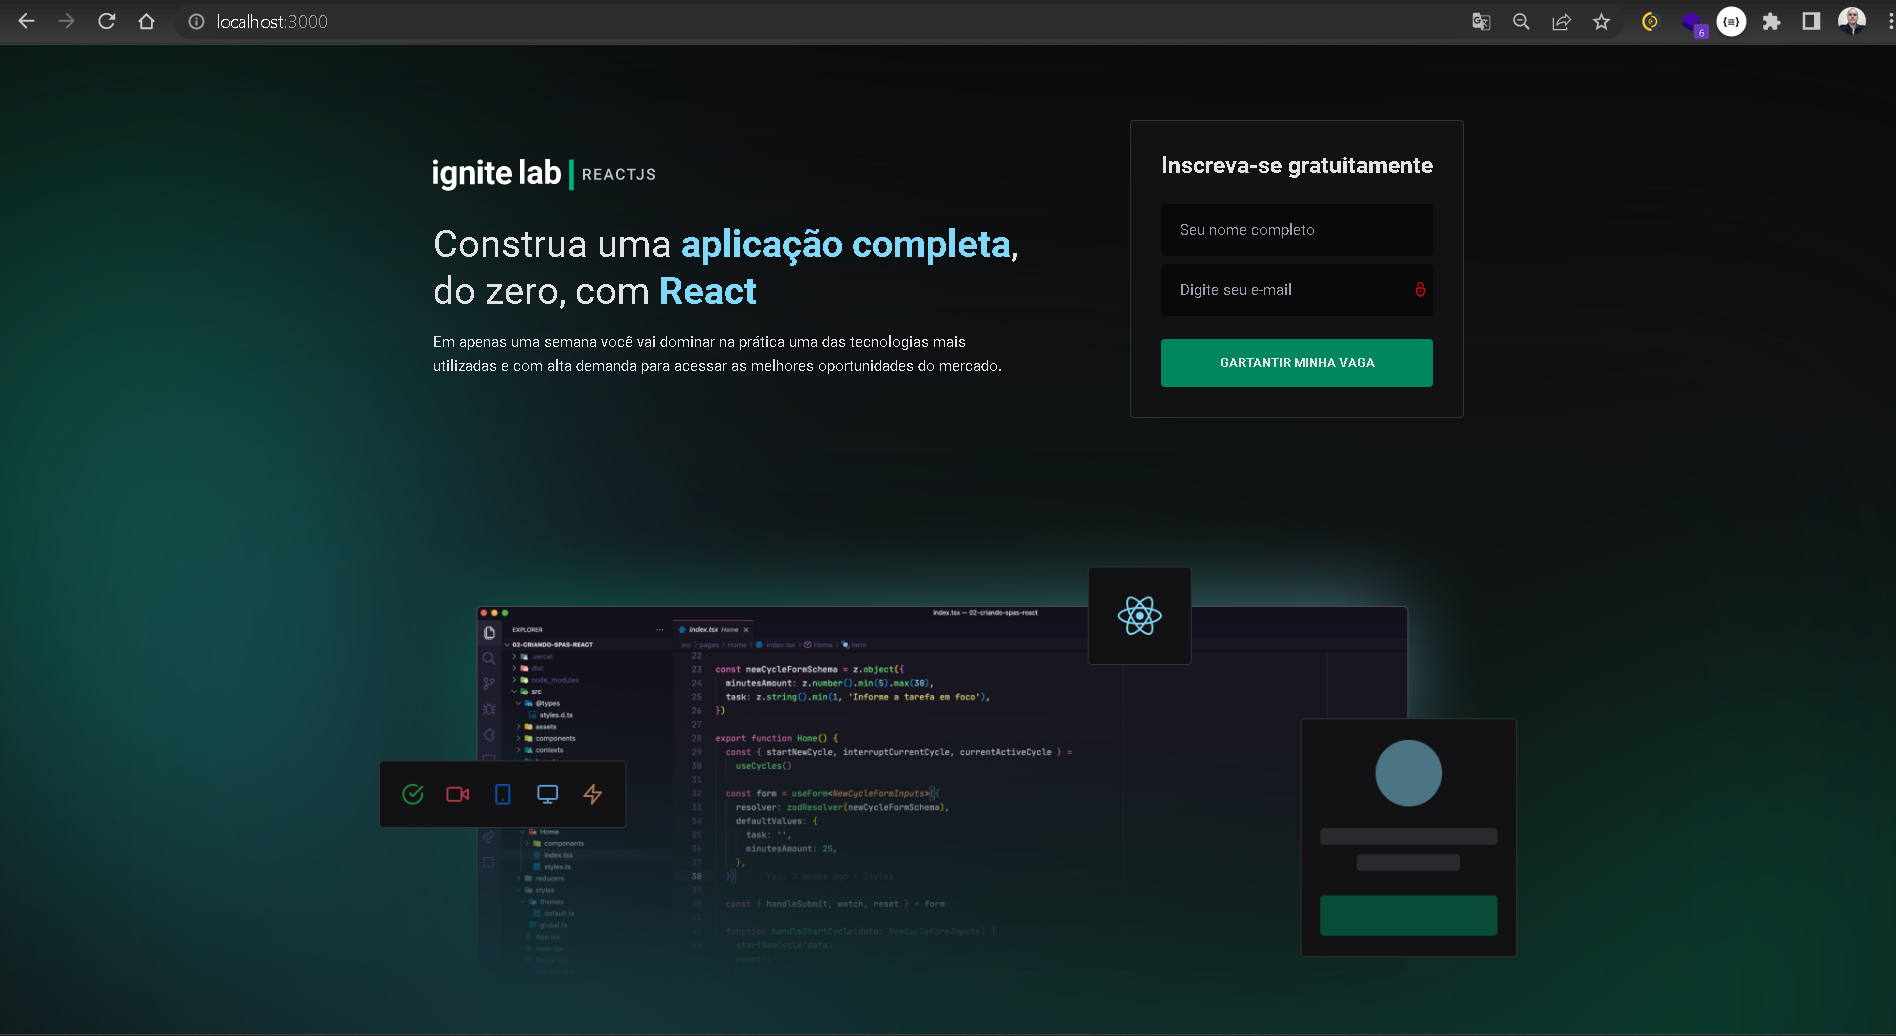 localhost:3000
6
ignite lab | REACTJS
Construa uma aplicação completa,
do zero, com React
Em apenas uma semana você vai dominar na prática uma das tecnologias mais
utilizadas e com alta demanda para acessar as melhores oportunidades do mercado.
Inscreva-se gratuitamente
Seu nome completo
Digite seu e-mail
GARTANTIR MINHA VAGA
index.tsx — 02-criando-spas-react
EXPLORER
02-CRIANDO-SPAS-REACT
.vercel
dist
node_modules
src
@types
styles.d.ts
assets
components
contexts
Home
components
index.tsx
styles.ts
reducers
styles
themes
default.ts
global.ts
App.tsx
main.tsx
index.tsx Home
src > pages > Home > index.tsx > Home > form
22
23 const newCycleFormSchema = z.object({
24 minutesAmount: z.number().min(5).max(30),
25 task: z.string().min(1, 'Informe a tarefa em foco'),
26 })
27
28 export function Home() {
29 const { startNewCycle, interruptCurrentCycle, currentActiveCycle } =
30 useCycles()
31
32 const form = useForm<NewCycleFormInputs>({
33 resolver: zodResolver(newCycleFormSchema),
34 defaultValues: {
35 task: '',
36 minutesAmount: 25,
37 },
38 }) You, 3 weeks ago • Styles
39
40 const { handleSubmit, watch, reset } = form
41
42 function handleStartCycle(data: NewCycleFormInputs) {
startNewCycle(data)